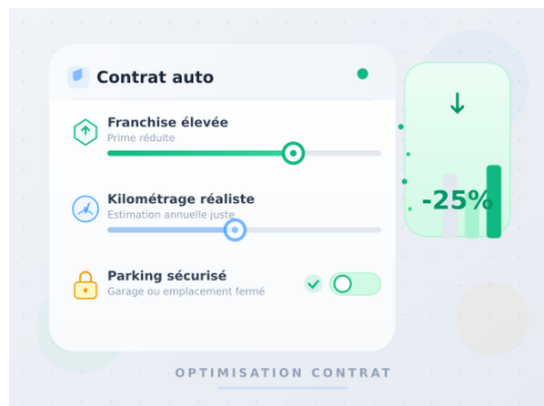 Contrat auto
Franchise élevée
Prime réduite
Kilométrage réaliste
Estimation annuelle juste
Parking sécurisé
Garage ou emplacement fermé
-25%
OPTIMISATION CONTRAT